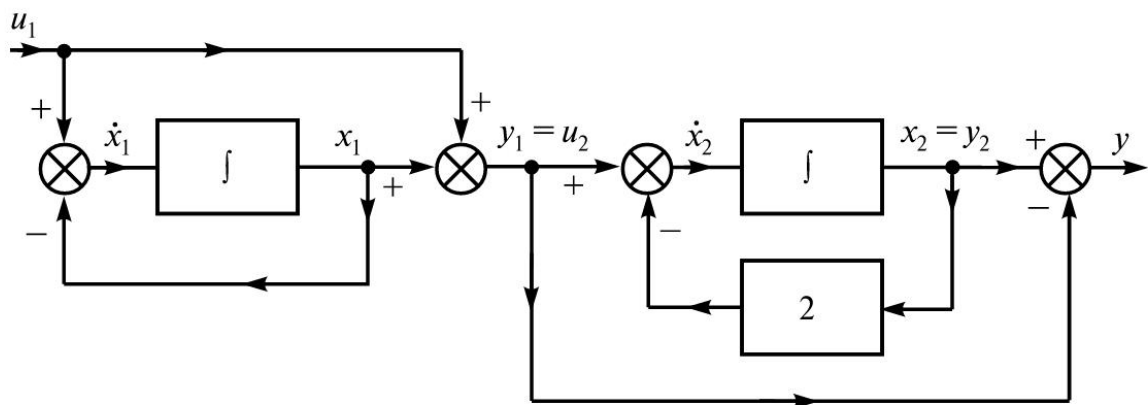 u₁
+ +
ẋ₁ ∫ x₁ y₁ = u₂ ẋ₂ ∫ x₂ = y₂ + y
− + + − −
2